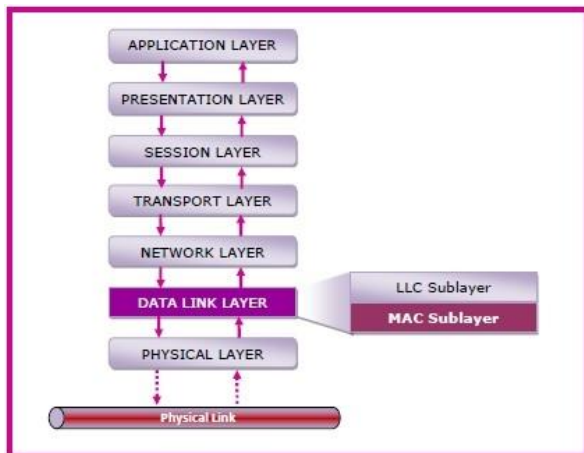 APPLICATION LAYER
PRESENTATION LAYER
SESSION LAYER
TRANSPORT LAYER
NETWORK LAYER
DATA LINK LAYER
LLC Sublayer
MAC Sublayer
PHYSICAL LAYER
Physical Link